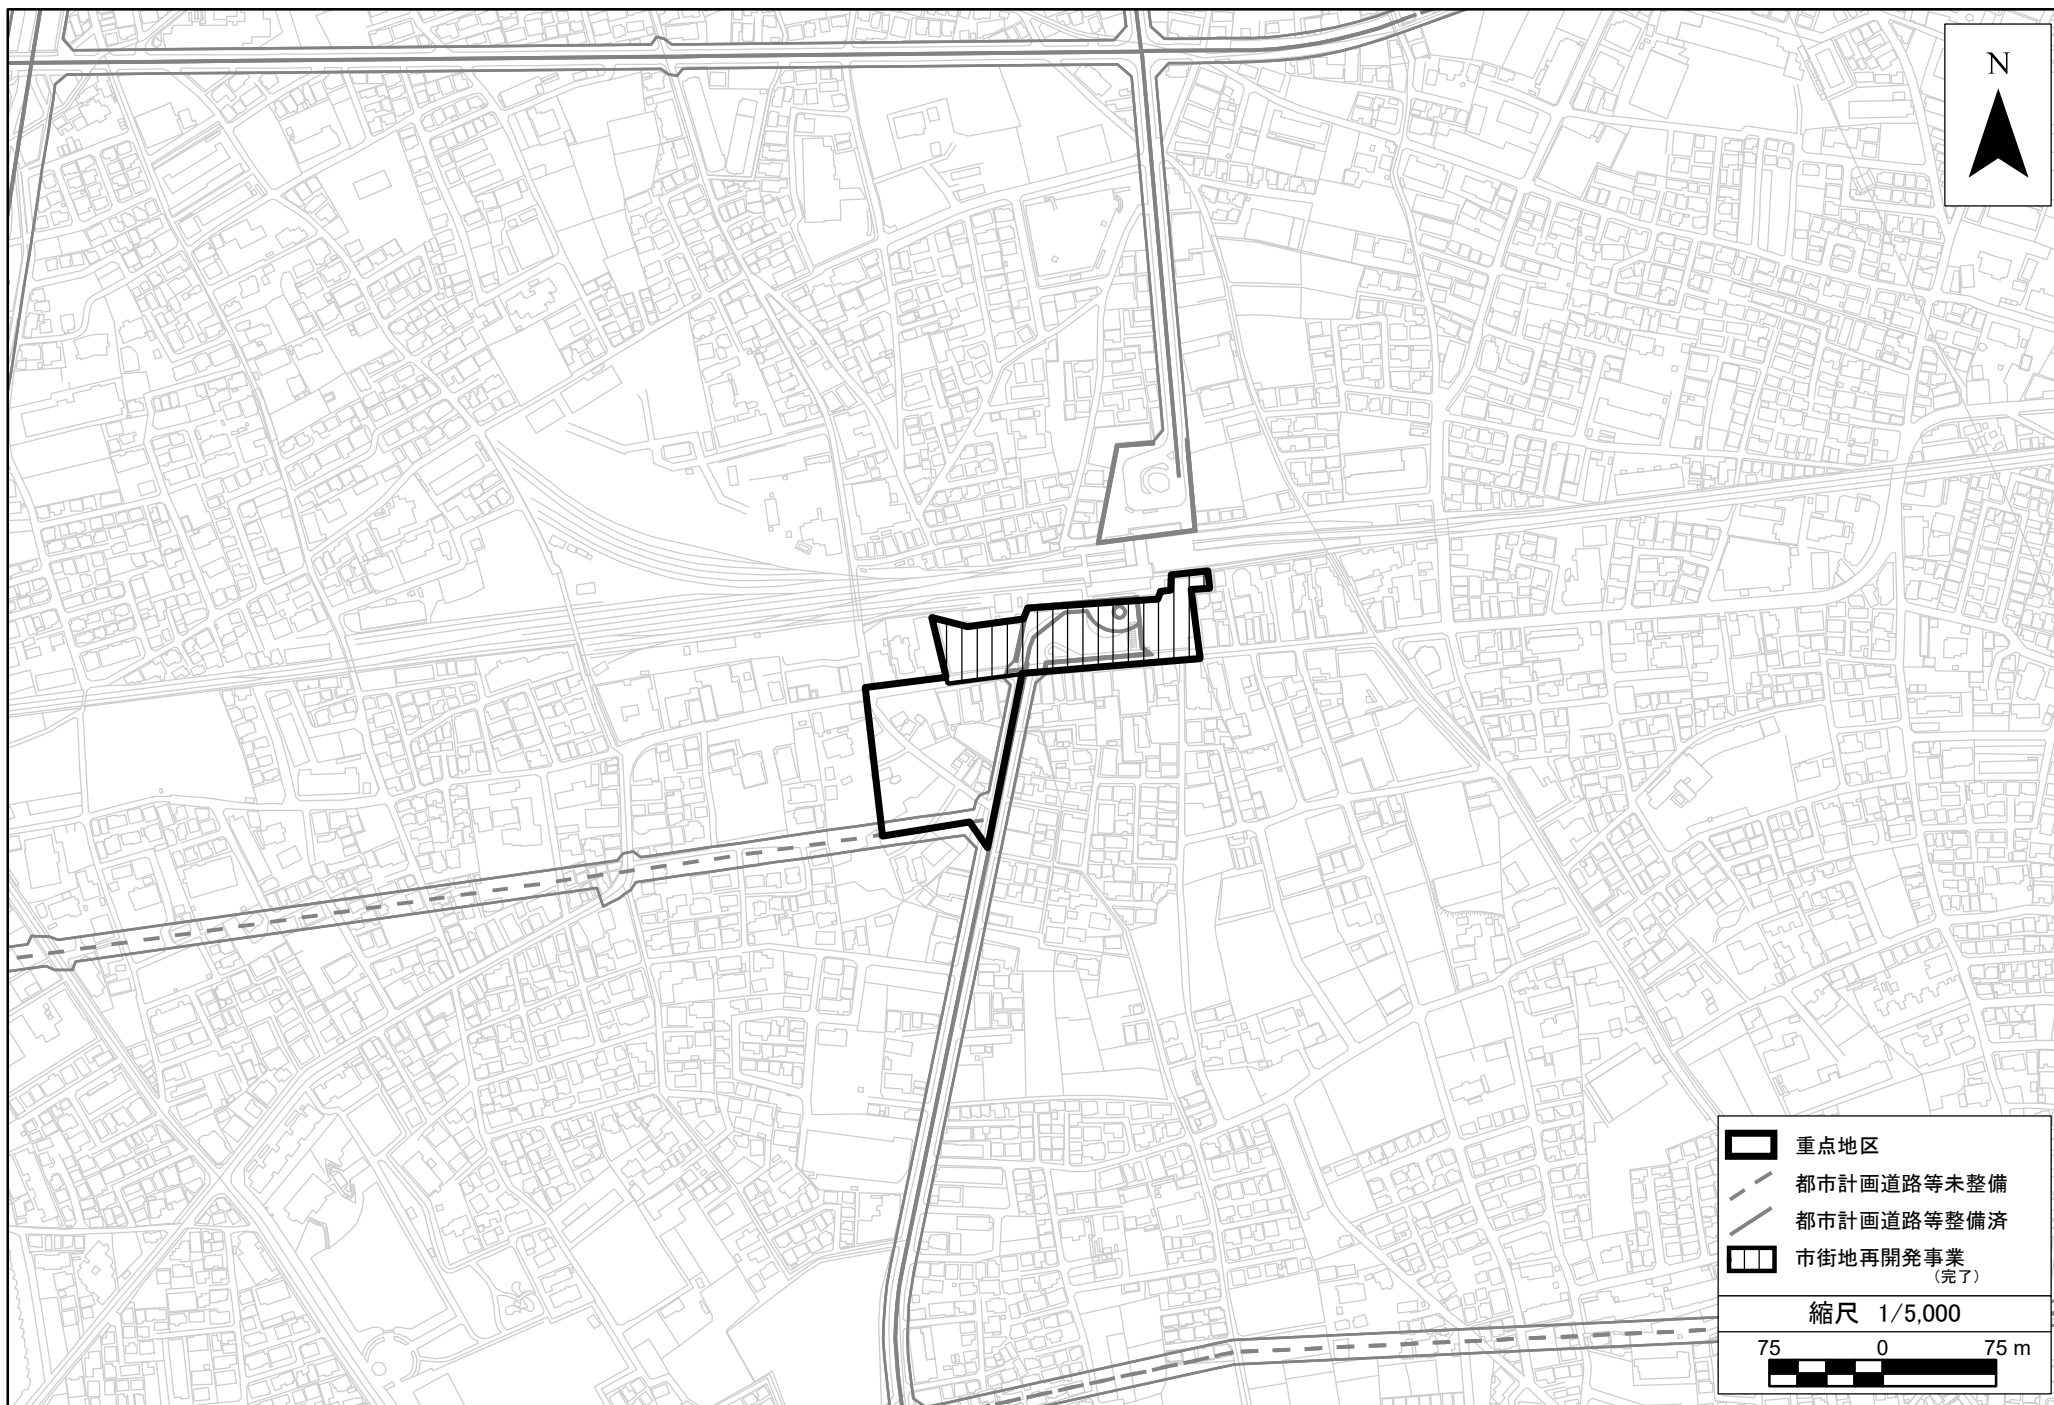 N
重点地区
都市計画道路等未整備
都市計画道路等整備済
市街地再開発事業
(完了)
縮尺 1/5,000
75 0 75 m